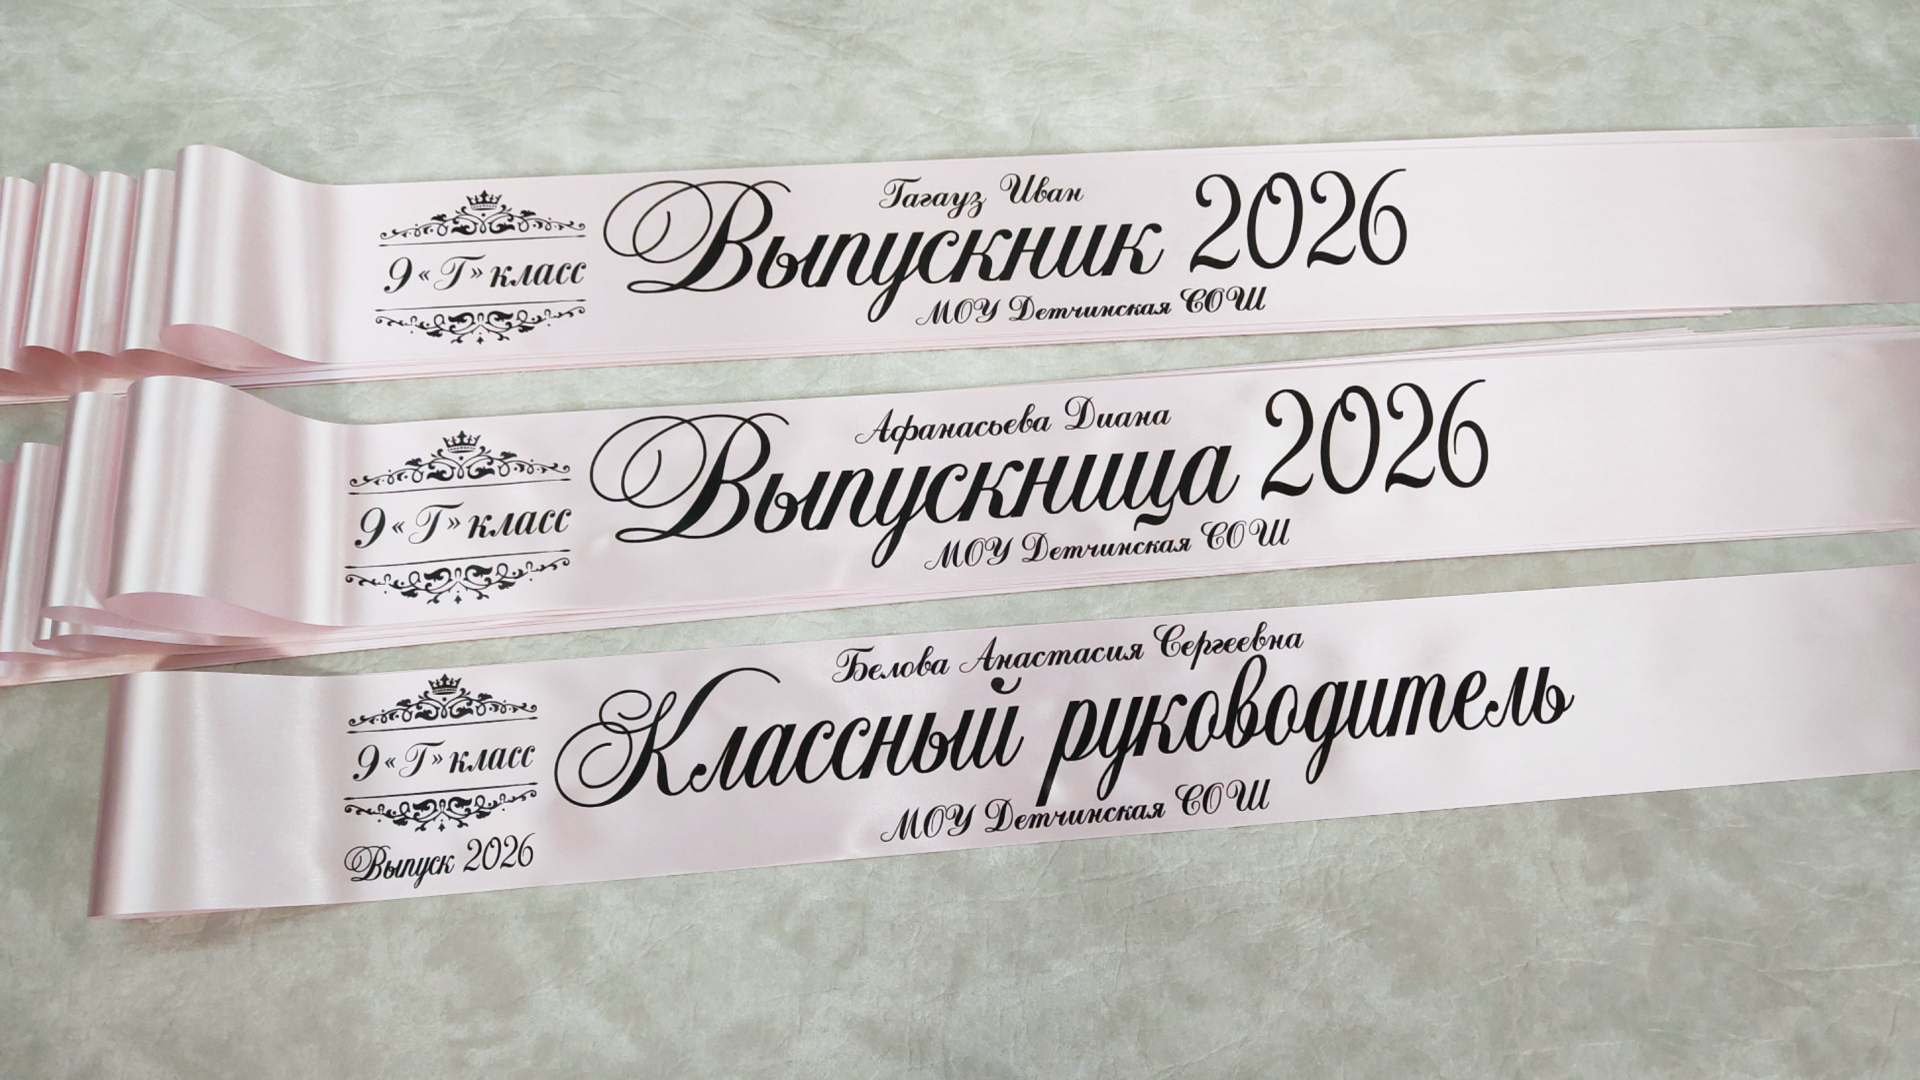 Гагауз Иван
9 «Г» класс
Выпускник 2026
МОУ Детчинская СОШ
Афанасьева Диана
9 «Г» класс
Выпускница 2026
МОУ Детчинская СОШ
Белова Анастасия Сергеевна
9 «Г» класс
Классный руководитель
МОУ Детчинская СОШ
Выпуск 2026